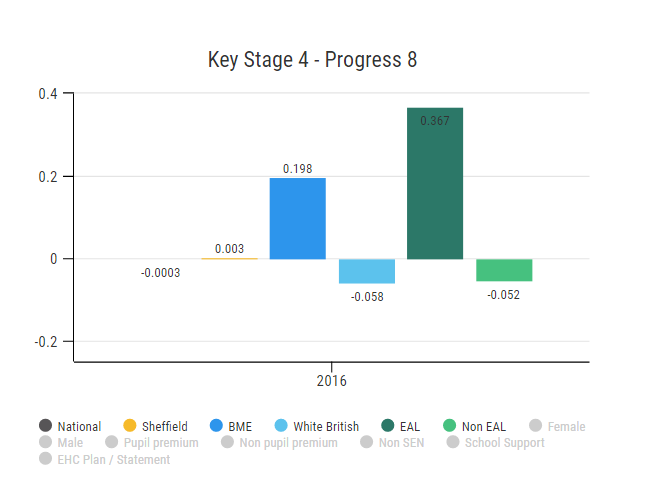 Key Stage 4 - Progress 8
0.4
0.367
0.2
0.198
0.003
0
-0.0003
-0.058
-0.052
-0.2
2016
National Sheffield BME White British EAL Non EAL Female
Male Pupil premium Non pupil premium Non SEN School Support
EHC Plan / Statement